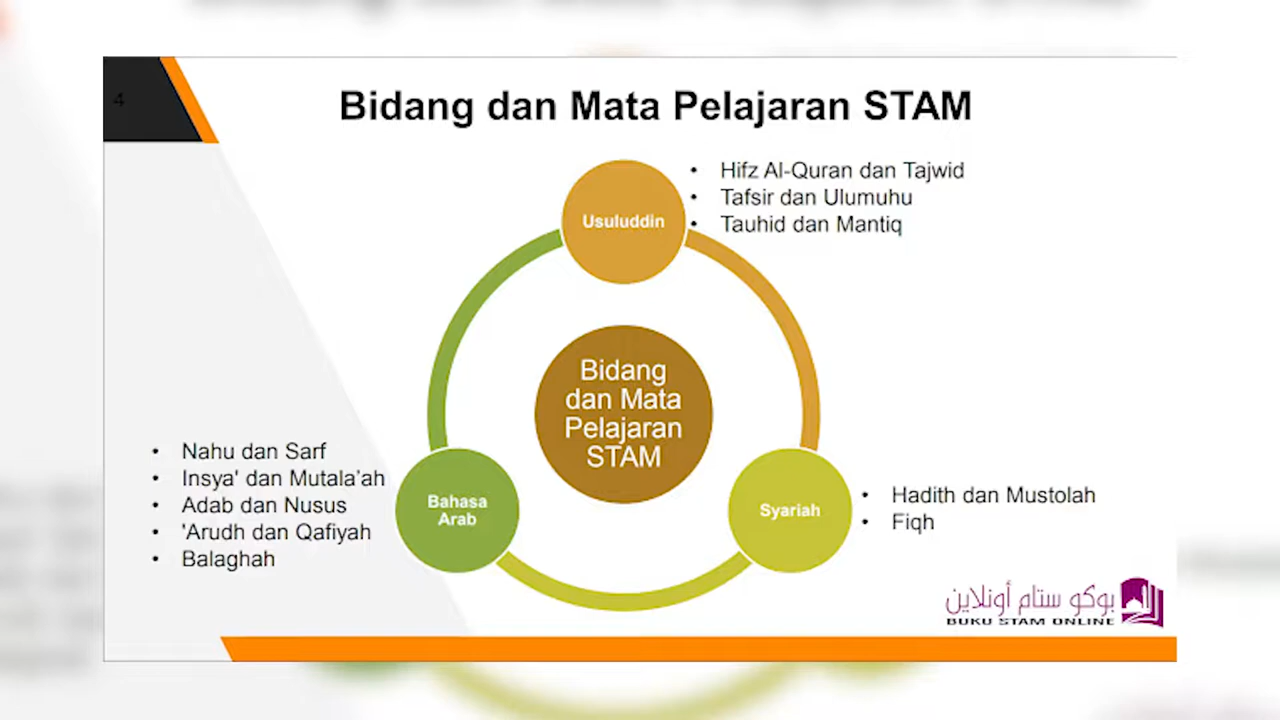 4
Bidang dan Mata Pelajaran STAM
Usuluddin
• Hifz Al-Quran dan Tajwid
• Tafsir dan Ulumuhu
• Tauhid dan Mantiq
Bidang
dan Mata
Pelajaran
STAM
• Nahu dan Sarf
• Insya' dan Mutala’ah
• Adab dan Nusus
• 'Arudh dan Qafiyah
• Balaghah
Bahasa
Arab
Syariah
• Hadith dan Mustolah
• Fiqh
بوكو ستام أونلاين
BUKU STAM ONLINE